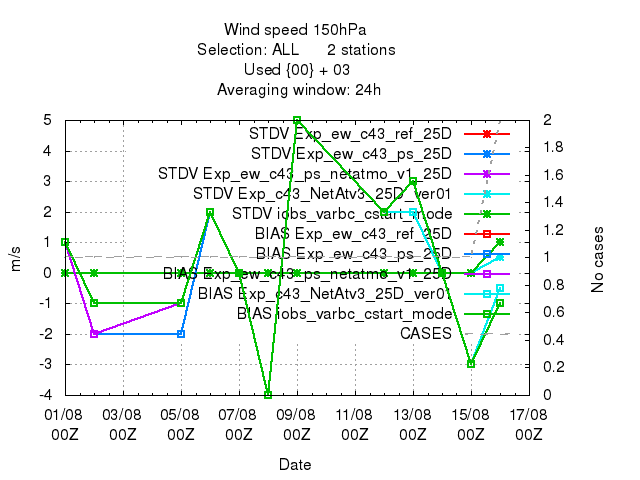 Wind speed 150hPa
Selection: ALL 2 stations
Used {00} + 03
Averaging window: 24h
5 2
4 1.8
3 1.6
2 1.4
1 1.2
0 1
-1 0.8
-2 0.6
-3 0.4
-4 0.2
0
m/s
No cases
STDV Exp_ew_c43_ref_25D
STDV Exp_ew_c43_ps_25D
STDV Exp_ew_c43_ps_netatmo_v1_25D
STDV Exp_c43_NetAtv3_25D_ver01
STDV iobs_varbc_cstart_mode
BIAS Exp_ew_c43_ref_25D
BIAS Exp_ew_c43_ps_25D
BIAS Exp_ew_c43_ps_netatmo_v1_25D
BIAS Exp_c43_NetAtv3_25D_ver01
BIAS iobs_varbc_cstart_mode
CASES
01/08 03/08 05/08 07/08 09/08 11/08 13/08 15/08 17/08
00Z 00Z 00Z 00Z 00Z 00Z 00Z 00Z 00Z
Date